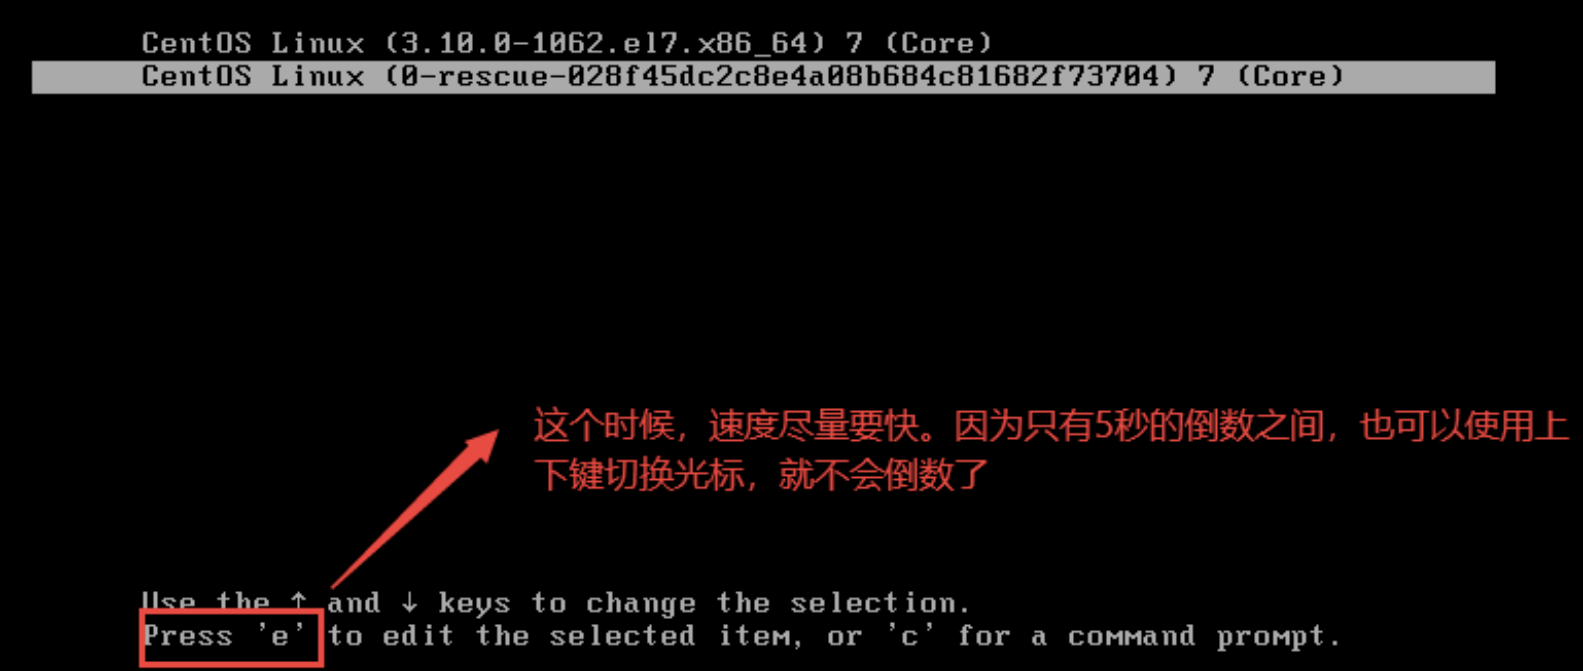 CentOS Linux (3.10.0-1062.el7.x86_64) 7 (Core)
CentOS Linux (0-rescue-028f45dc2c8e4a08b684c81682f73704) 7 (Core)
这个时候，速度尽量要快。因为只有5秒的倒数之间，也可以使用上
下键切换光标，就不会倒数了
Use the ↑ and ↓ keys to change the selection.
Press 'e' to edit the selected item, or 'c' for a command prompt.